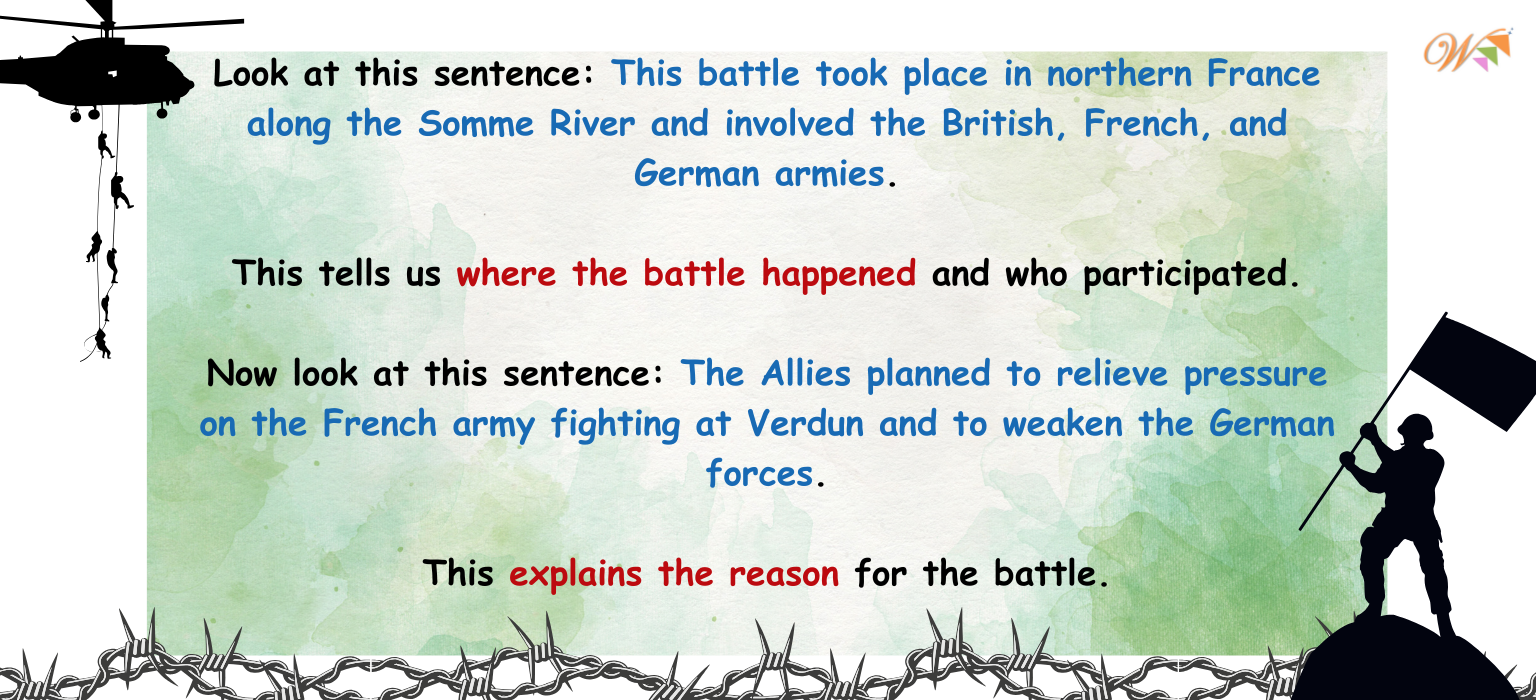 W
Look at this sentence: This battle took place in northern France
along the Somme River and involved the British, French, and
German armies.
This tells us where the battle happened and who participated.
Now look at this sentence: The Allies planned to relieve pressure
on the French army fighting at Verdun and to weaken the German
forces.
This explains the reason for the battle.